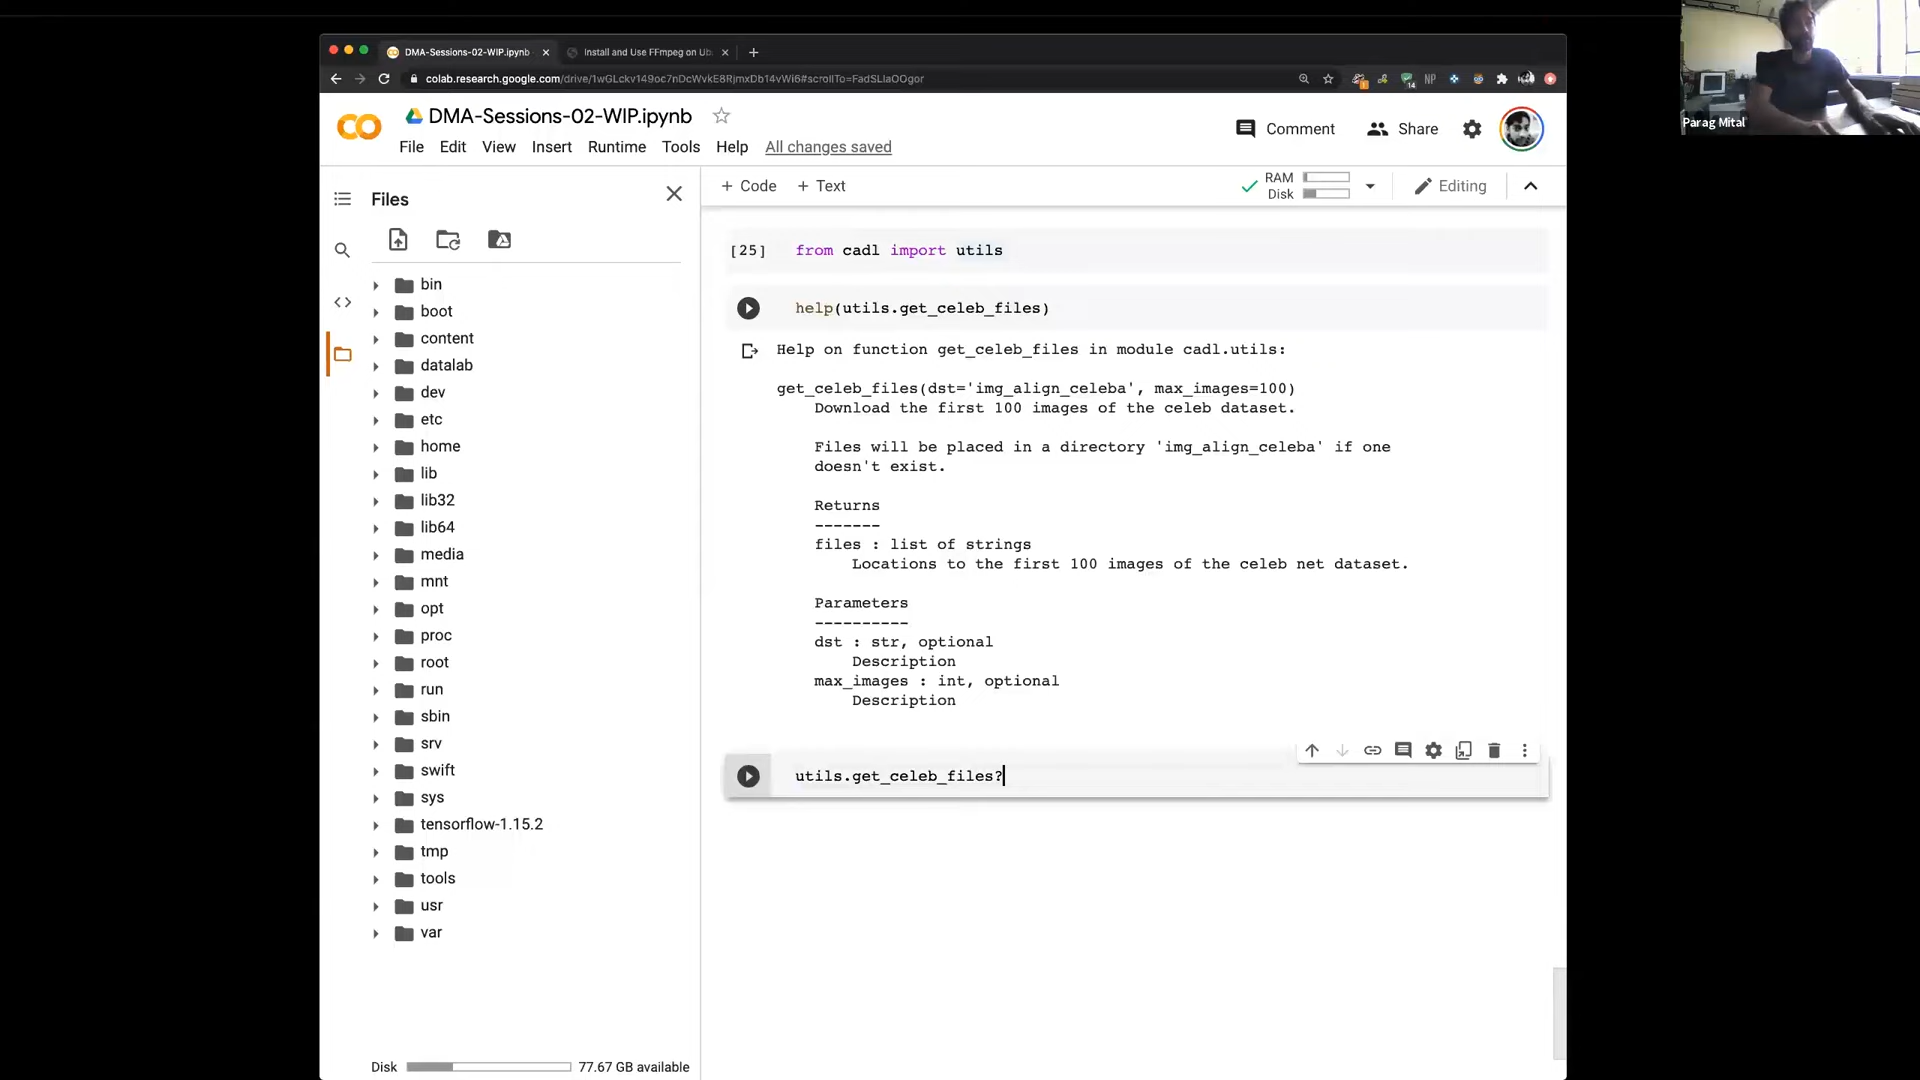 DMA-Sessions-02-WIP.ipynb
Install and Use FFmpeg on Ub
colab.research.google.com/drive/1wGLckv149oc7nDcWvkE8RjmxDb14vWi6#scrollTo=FadSLIaOOgor
NP
14
Parag Mital
DMA-Sessions-02-WIP.ipynb
Comment
Share
File Edit View Insert Runtime Tools Help All changes saved
Files
+ Code + Text
RAM
Disk
Editing
bin
boot
content
datalab
dev
etc
home
lib
lib32
lib64
media
mnt
opt
proc
root
run
sbin
srv
swift
sys
tensorflow-1.15.2
tmp
tools
usr
var
Disk 77.67 GB available
[25] from cadl import utils
help(utils.get_celeb_files)
Help on function get_celeb_files in module cadl.utils:
get_celeb_files(dst='img_align_celeba', max_images=100)
Download the first 100 images of the celeb dataset.
Files will be placed in a directory 'img_align_celeba' if one
doesn't exist.
Returns
-------
files : list of strings
Locations to the first 100 images of the celeb net dataset.
Parameters
----------
dst : str, optional
Description
max_images : int, optional
Description
utils.get_celeb_files?